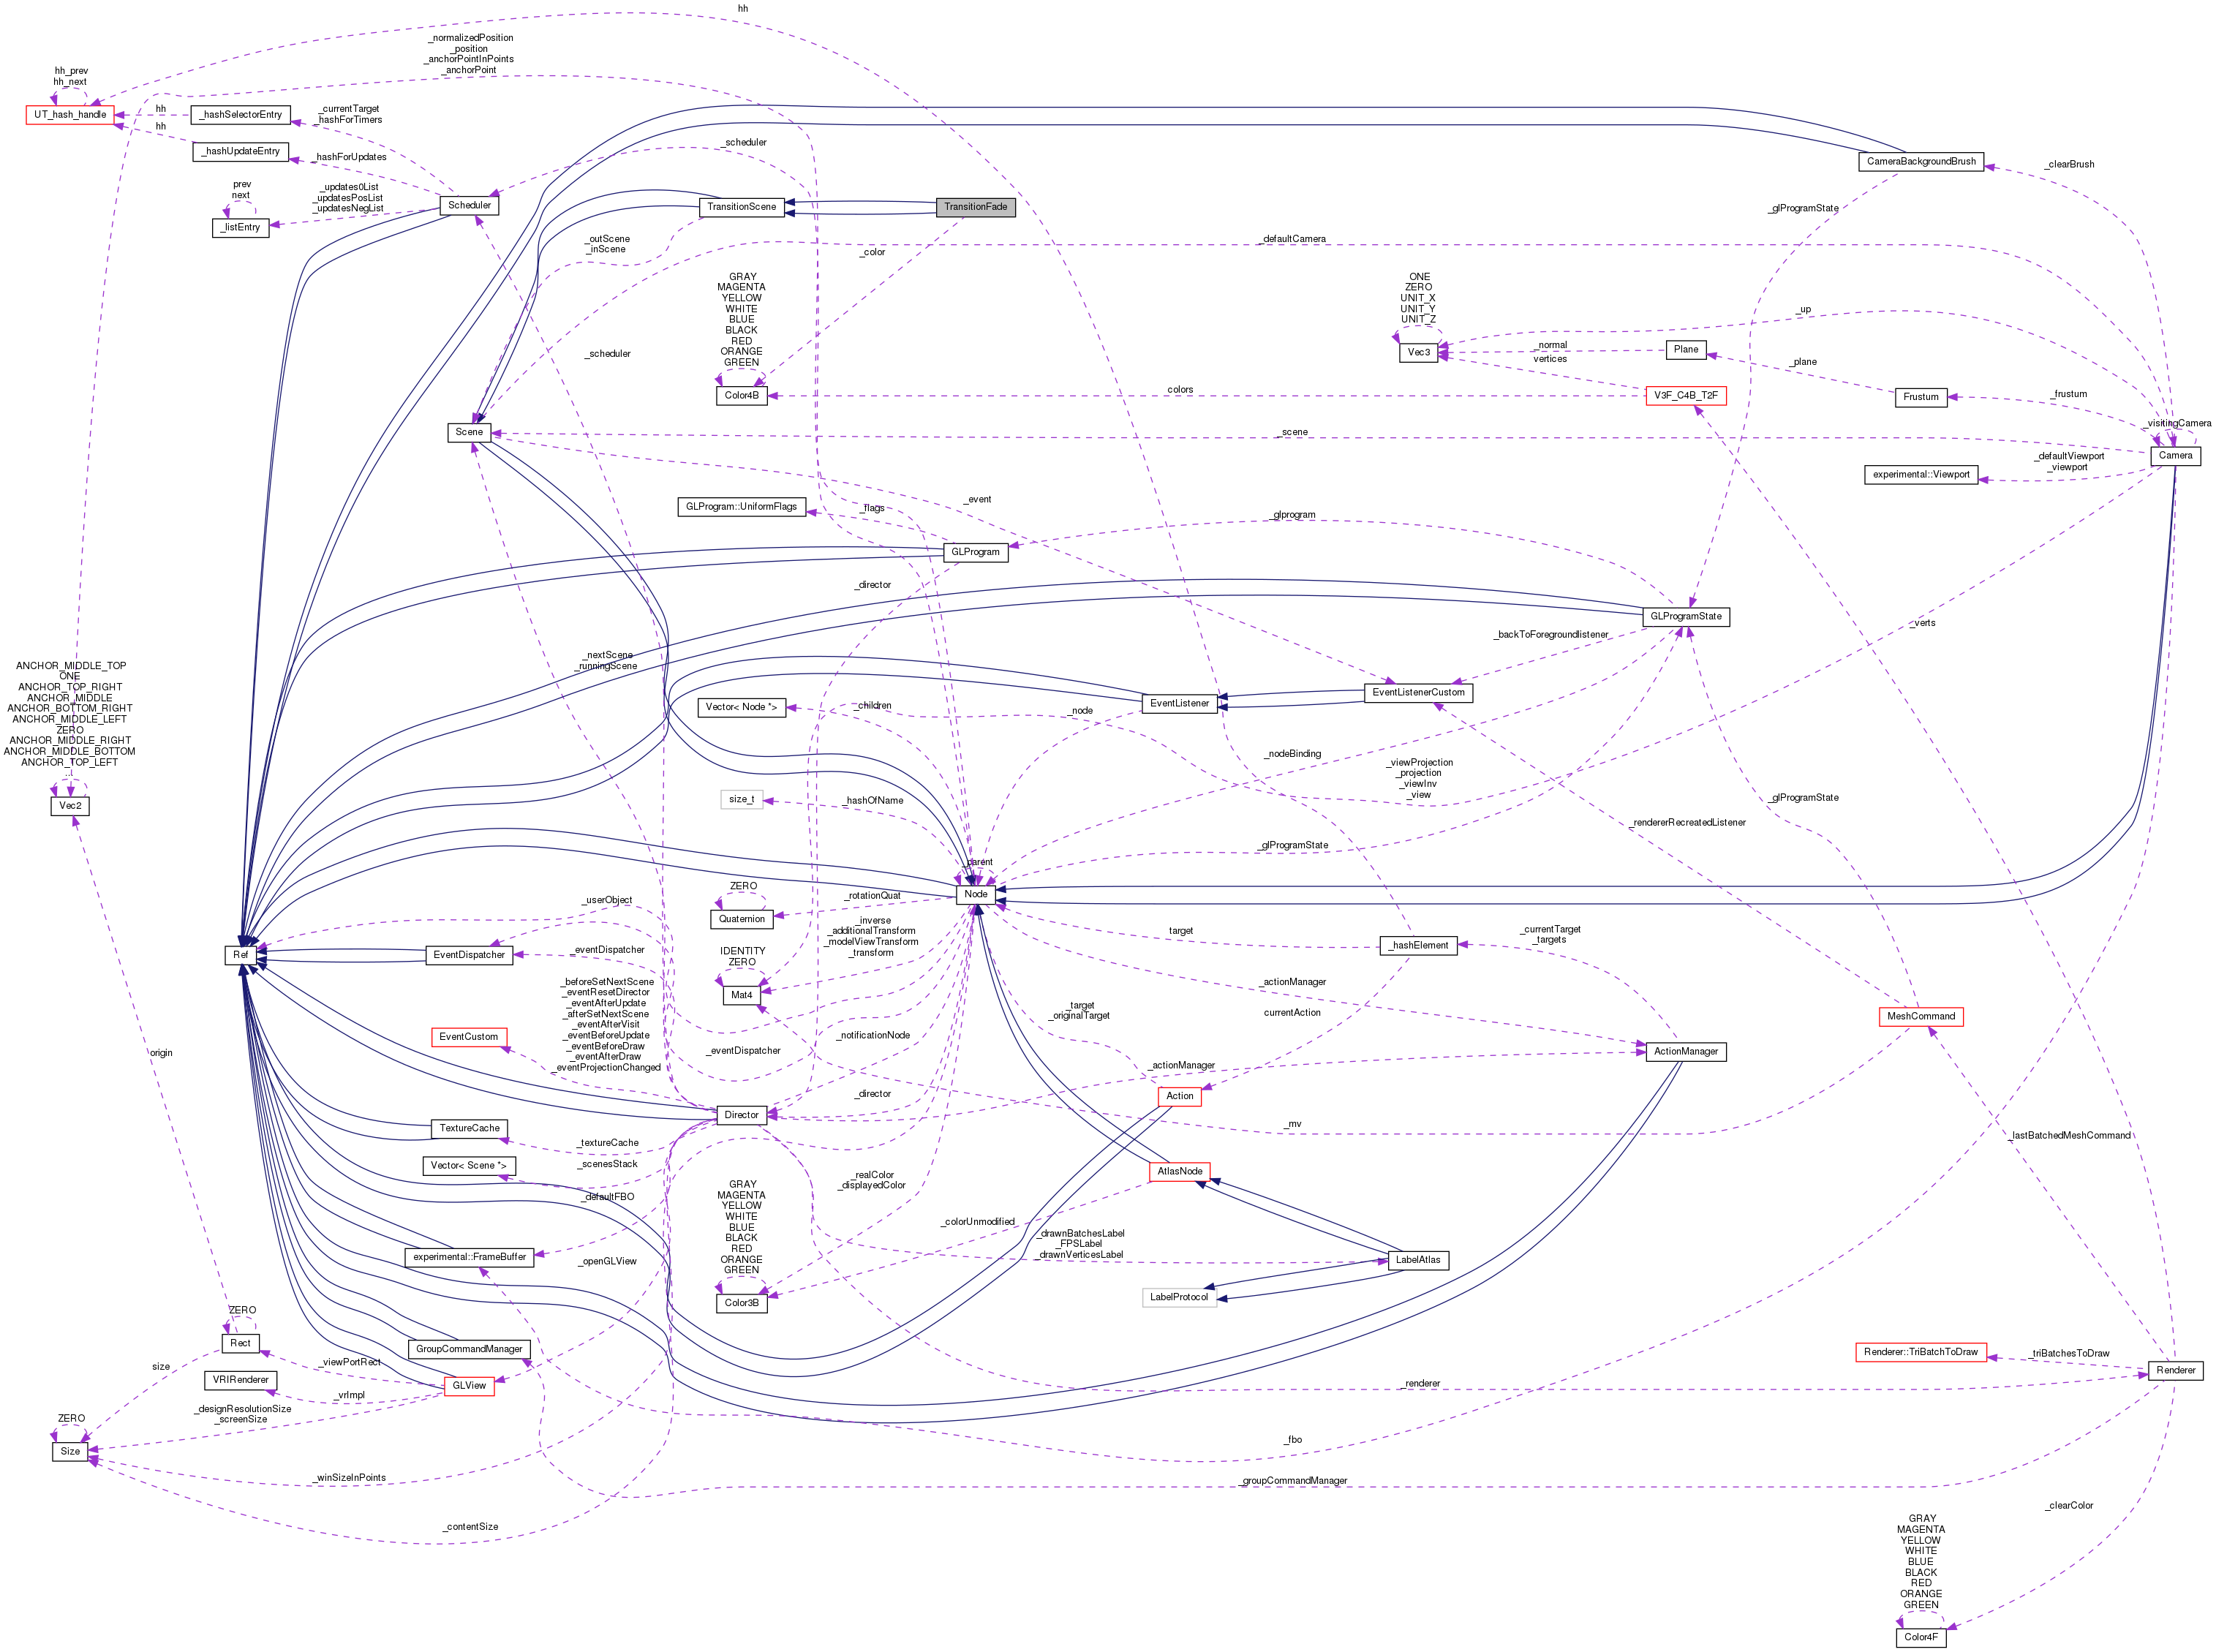 hh
_normalizedPosition
_position
_anchorPointInPoints
_anchorPoint
hh_prev
hh_next
UT_hash_handle
hh
hh
_hashSelectorEntry
_currentTarget
_hashForTimers
_hashUpdateEntry
_hashForUpdates
_scheduler
CameraBackgroundBrush
_clearBrush
prev
next
_listEntry
_updates0List
_updatesPosList
_updatesNegList
Scheduler
TransitionScene
TransitionFade
_glProgramState
_outScene
_inScene
_color
_defaultCamera
GRAY
MAGENTA
YELLOW
WHITE
BLUE
BLACK
RED
ORANGE
GREEN
Color4B
ONE
ZERO
UNIT_X
UNIT_Y
UNIT_Z
Vec3
_up
_normal
vertices
Plane
_plane
_scheduler
colors
V3F_C4B_T2F
Frustum
_frustum
Scene
_scene
_visitingCamera
Camera
experimental::Viewport
_defaultViewport
_viewport
_event
GLProgram::UniformFlags
_flags
_glprogram
GLProgram
_director
GLProgramState
_verts
_backToForegroundlistener
_nextScene
_runningScene
ANCHOR_MIDDLE_TOP
ONE
ANCHOR_TOP_RIGHT
ANCHOR_MIDDLE
ANCHOR_BOTTOM_RIGHT
ANCHOR_MIDDLE_LEFT
ZERO
ANCHOR_MIDDLE_RIGHT
ANCHOR_MIDDLE_BOTTOM
ANCHOR_TOP_LEFT
...
Vec2
Vector< Node *>
_children
_node
EventListener
EventListenerCustom
_nodeBinding
_viewProjection
_projection
_viewInv
_view
size_t
_hashOfName
_glProgramState
_rendererRecreatedListener
_glProgramState
_parent
Node
ZERO
Quaternion
_rotationQuat
_userObject
_inverse
_additionalTransform
_modelViewTransform
_transform
target
_hashElement
_currentTarget
_targets
Ref
EventDispatcher
_eventDispatcher
IDENTITY
ZERO
Mat4
_actionManager
_target
_originalTarget
currentAction
MeshCommand
_beforeSetNextScene
_eventResetDirector
_eventAfterUpdate
_afterSetNextScene
_eventAfterVisit
_eventBeforeUpdate
_eventBeforeDraw
_eventAfterDraw
_eventProjectionChanged
EventCustom
_notificationNode
_eventDispatcher
ActionManager
_actionManager
origin
_director
Action
Director
_mv
TextureCache
_textureCache
_lastBatchedMeshCommand
Vector< Scene *>
_scenesStack
_realColor
_displayedColor
AtlasNode
_defaultFBO
GRAY
MAGENTA
YELLOW
WHITE
BLUE
BLACK
RED
ORANGE
GREEN
Color3B
_colorUnmodified
_drawnBatchesLabel
_FPSLabel
_drawnVerticesLabel
experimental::FrameBuffer
_openGLView
LabelAtlas
LabelProtocol
ZERO
Rect
GroupCommandManager
Renderer::TriBatchToDraw
_triBatchesToDraw
Renderer
size
_viewPortRect
VRIRenderer
_vrImpl
GLView
_renderer
_designResolutionSize
_screenSize
ZERO
Size
_fbo
_winSizeInPoints
_groupCommandManager
_clearColor
_contentSize
GRAY
MAGENTA
YELLOW
WHITE
BLUE
BLACK
RED
ORANGE
GREEN
Color4F